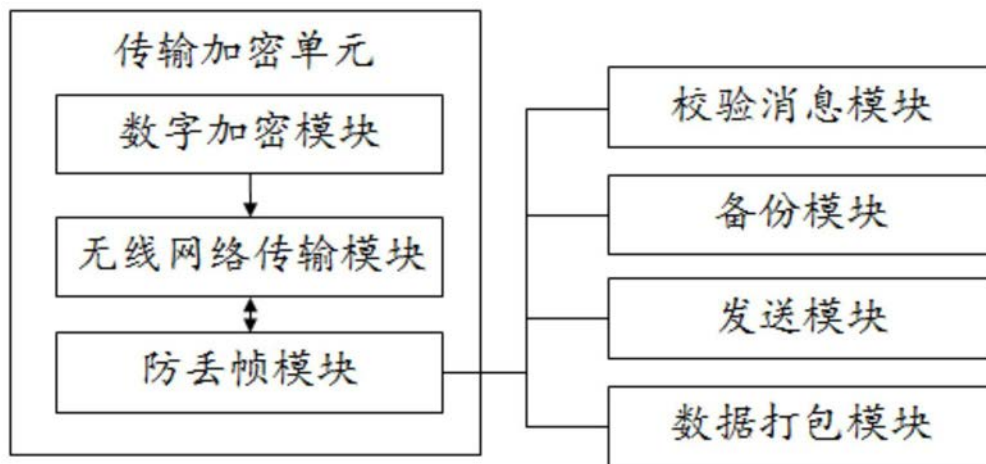 传输加密单元
数字加密模块
无线网络传输模块
防丢帧模块
校验消息模块
备份模块
发送模块
数据打包模块